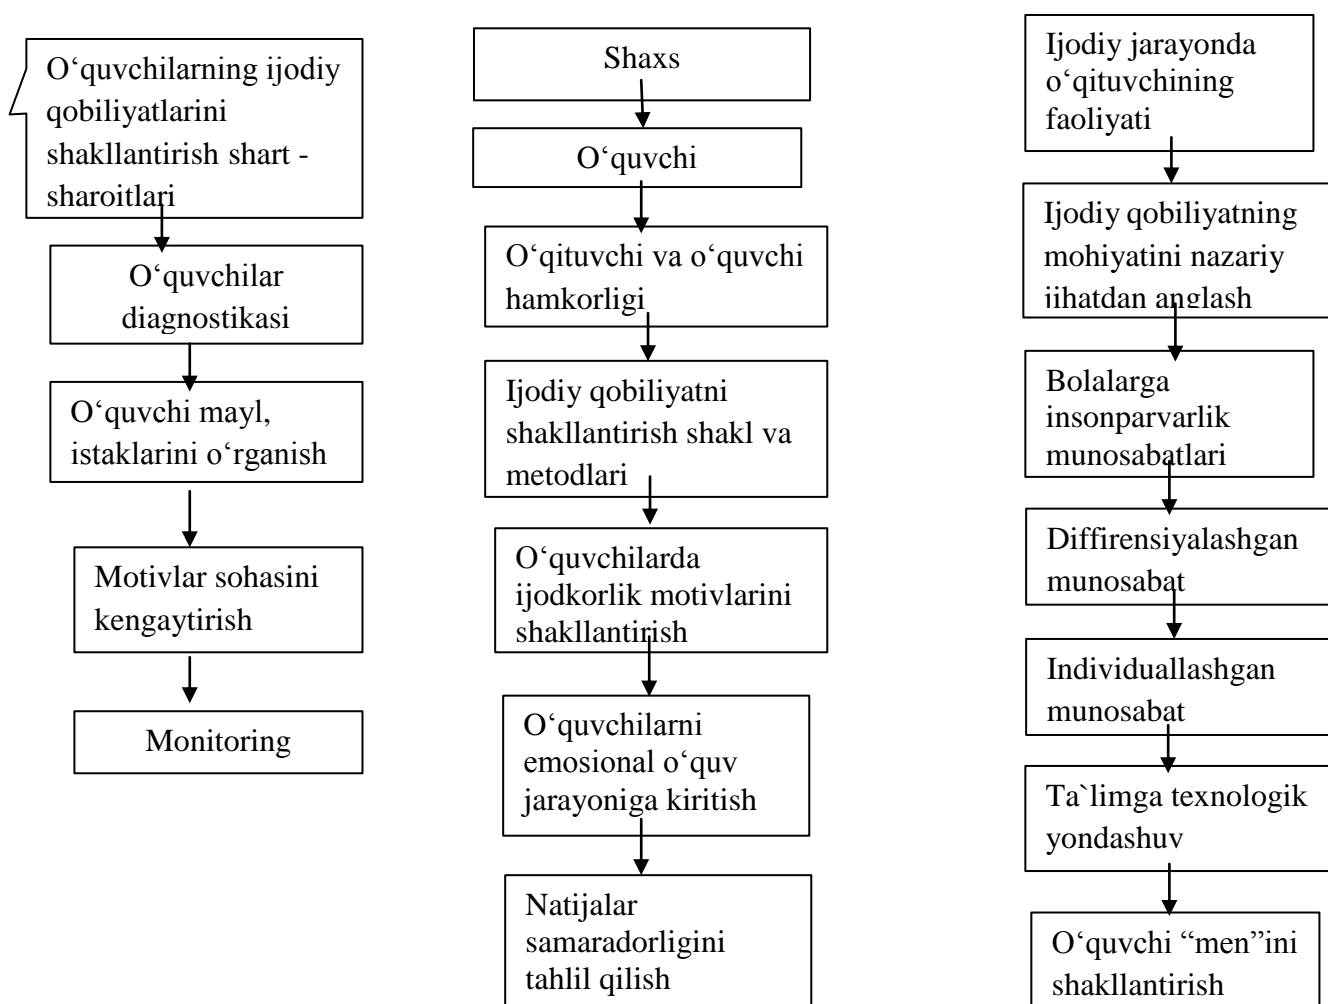 O‘quvchilarning ijodiy
qobiliyatlarini
shakllantirish shart -
sharoitlari
O‘quvchilar
diagnostikasi
O‘quvchi mayl,
istaklarini o‘rganish
Motivlar sohasini
kengaytirish
Monitoring
Shaxs
O‘quvchi
O‘qituvchi va o‘quvchi
hamkorligi
Ijodiy qobiliyatni
shakllantirish shakl va
metodlari
O‘quvchilarda
ijodkorlik motivlarini
shakllantirish
O‘quvchilarni
emosional o‘quv
jarayoniga kiritish
Natijalar
samaradorligini
tahlil qilish
Ijodiy jarayonda
o‘qituvchining
faoliyati
Ijodiy qobiliyatning
mohiyatini nazariy
jihatdan anglash
Bolalarga
insonparvarlik
munosabatlari
Diffirensiyalashgan
munosabat
Individuallashgan
munosabat
Ta`limga texnologik
yondashuv
O‘quvchi “men”ini
shakllantirish